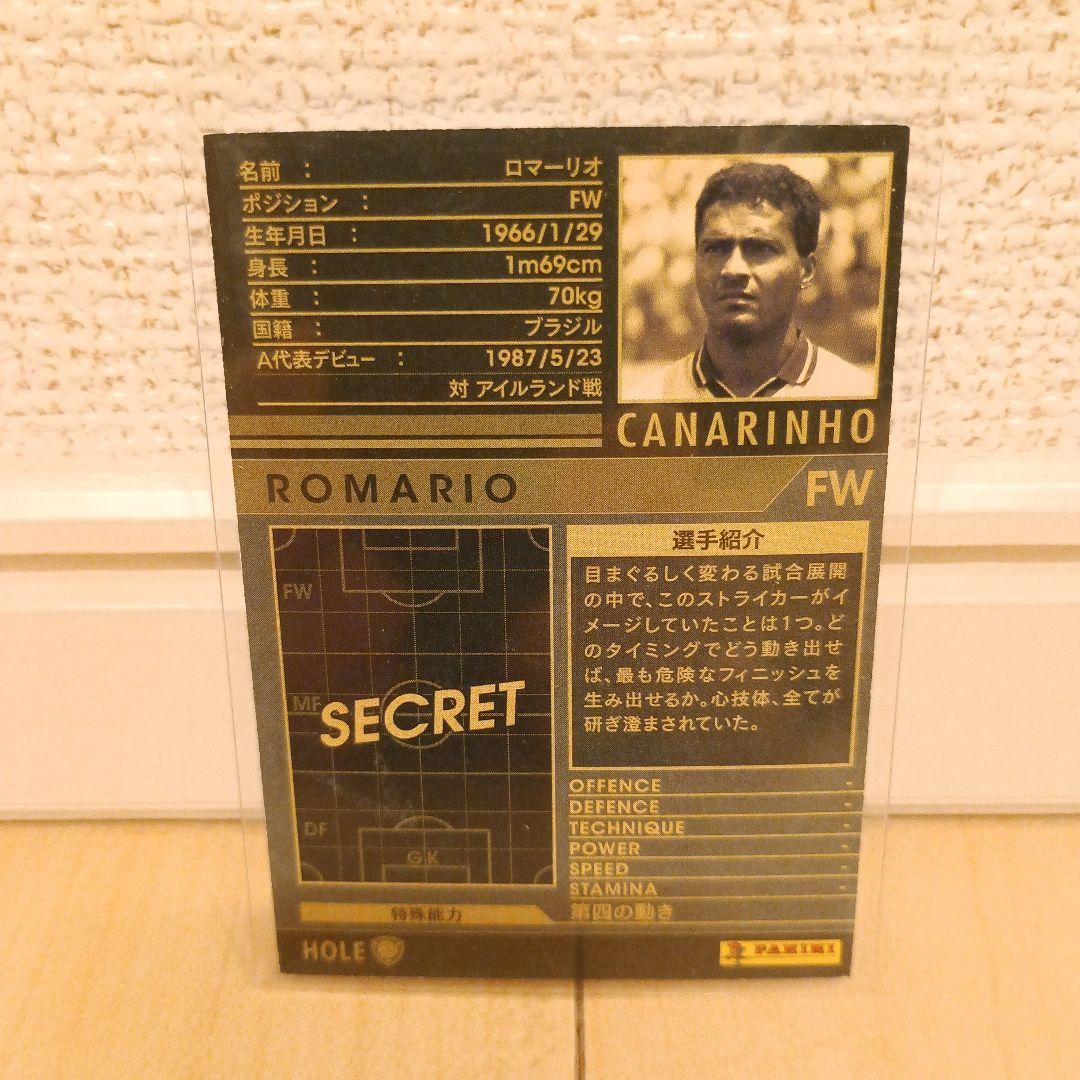 名前 : ロマーリオ
ポジション : FW
生年月日 : 1966/1/29
身長 : 1m69cm
体重 : 70kg
国籍 : ブラジル
A代表デビュー : 1987/5/23
対 アイルランド戦
CANARINHO
ROMARIO
FW
FW
MF
SECRET
DF
GK
特殊能力
選手紹介
目まぐるしく変わる試合展開
の中で、このストライカーがイ
メージしていたことは1つ。ど
のタイミングでどう動き出せ
ば、最も危険なフィニッシュを
生み出せるか。心技体、全てが
研ぎ澄まされていた。
OFFENCE -
DEFENCE -
TECHNIQUE -
POWER -
SPEED -
STAMINA -
第四の動き
HOLE
PANINI